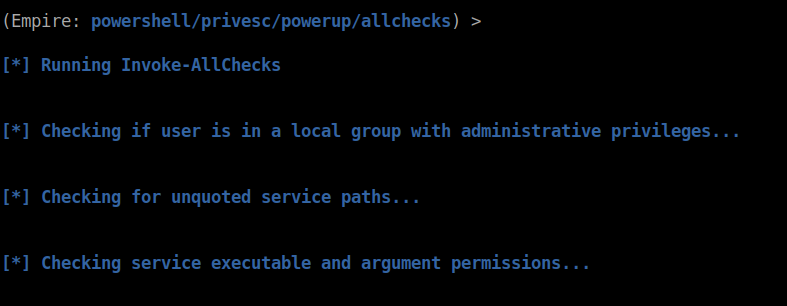 (Empire: powershell/privesc/powerup/allchecks) >
[*] Running Invoke-AllChecks
[*] Checking if user is in a local group with administrative privileges...
[*] Checking for unquoted service paths...
[*] Checking service executable and argument permissions...